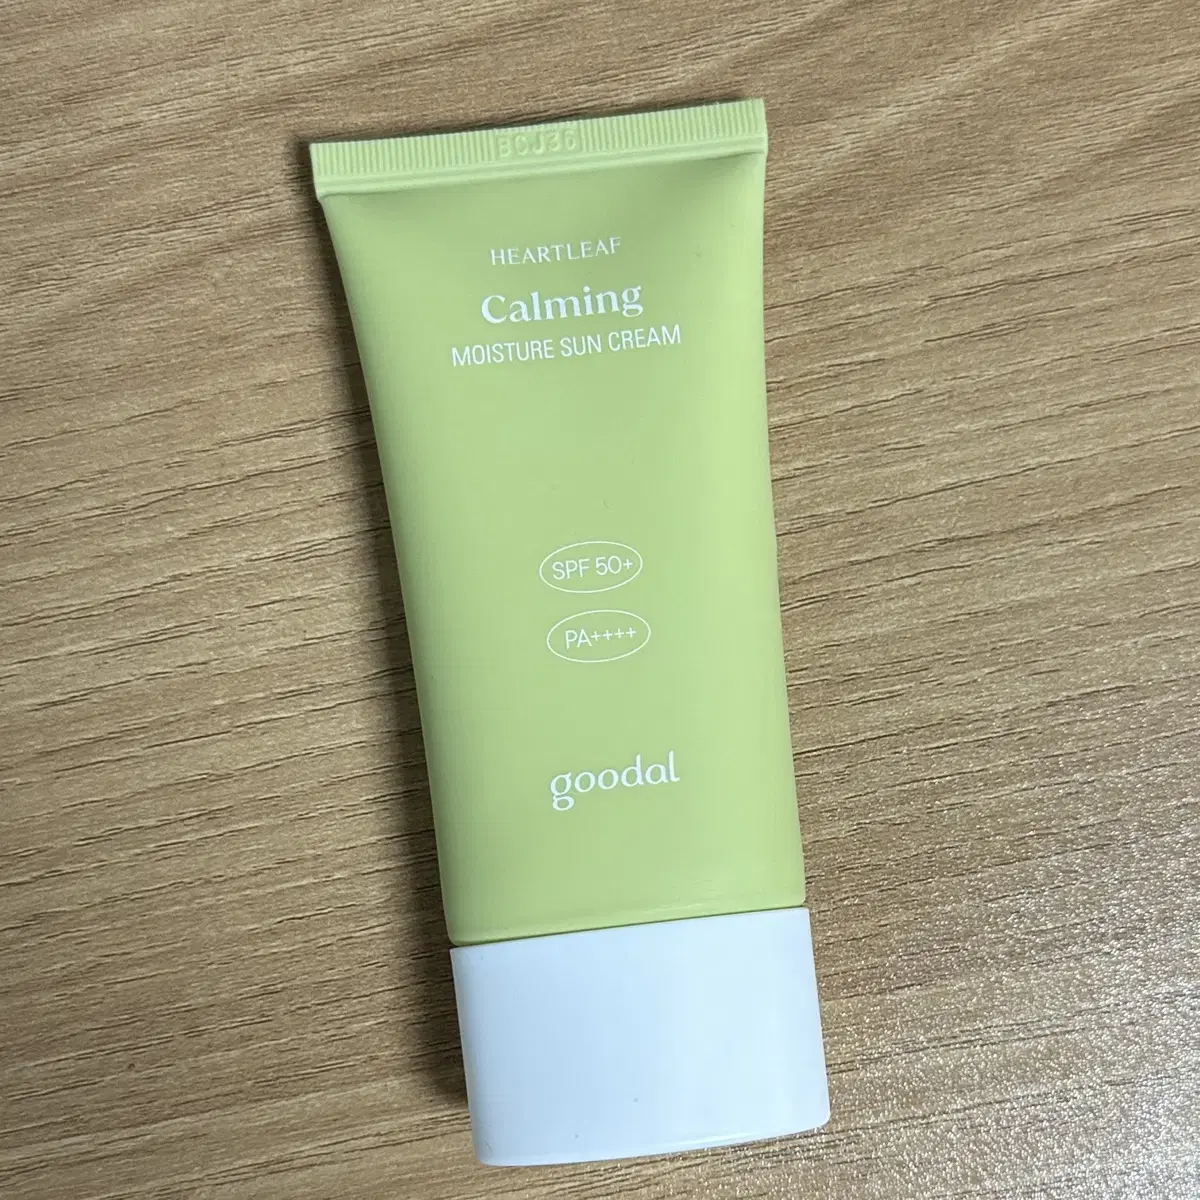 BCJ36
HEARTLEAF
Calming
MOISTURE SUN CREAM
SPF 50+
PA++++
goodal